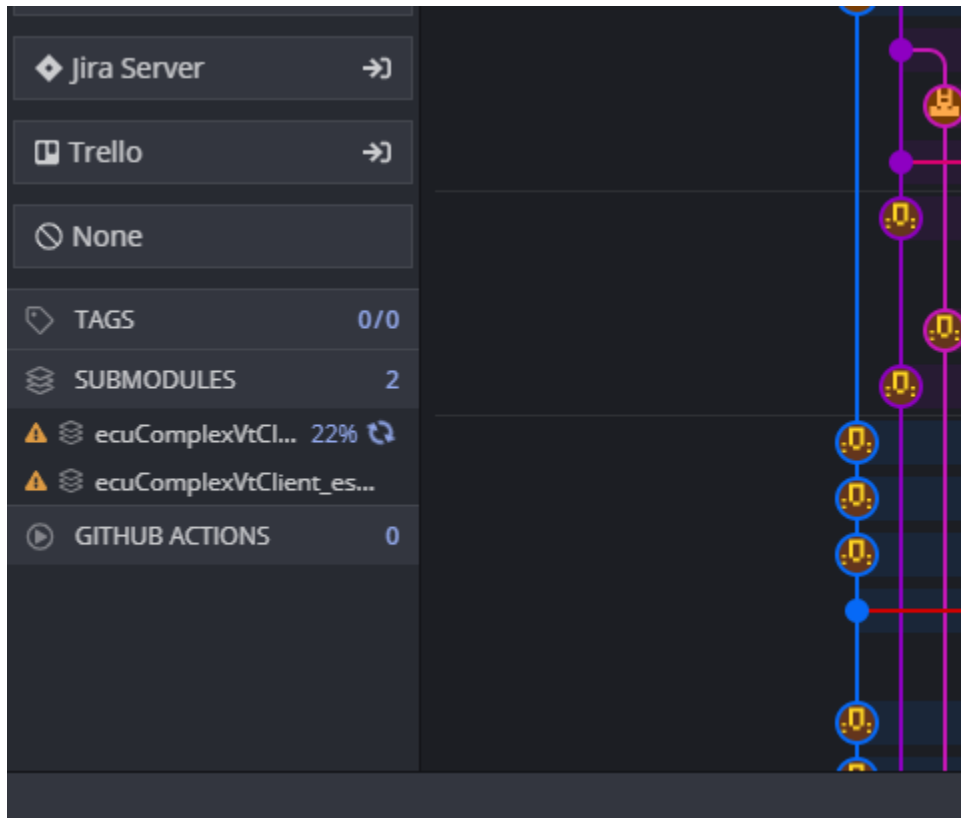 Jira Server
Trello
None
TAGS 0/0
SUBMODULES 2
ecuComplexVtCl... 22%
ecuComplexVtClient_es...
GITHUB ACTIONS 0